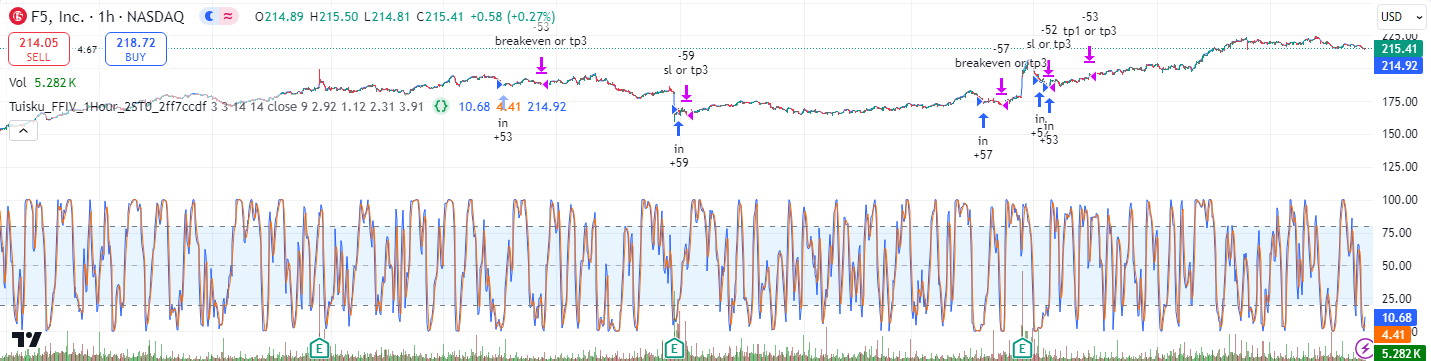 F5, Inc. · 1h · NASDAQ O214.89 H215.50 L214.81 C215.41 +0.58 (+0.27%)
USD
214.05
SELL
4.67
218.72
BUY
Vol 5.282 K
Tuisku_FFIV_1Hour_2ST0_2ff7ccdf 3 3 14 14 close 9 2.92 1.12 2.31 3.91 10.68 4.41 214.92
-53
breakeven or tp3
in
+53
-59
sl or tp3
in
+59
-57
breakeven or tp3
in
+57
-52
sl or tp3
-53
tp1 or tp3
in
in
+53
225.00
215.41
214.92
175.00
150.00
125.00
100.00
75.00
50.00
25.00
10.68
4.41
5.282 K
E
E
E